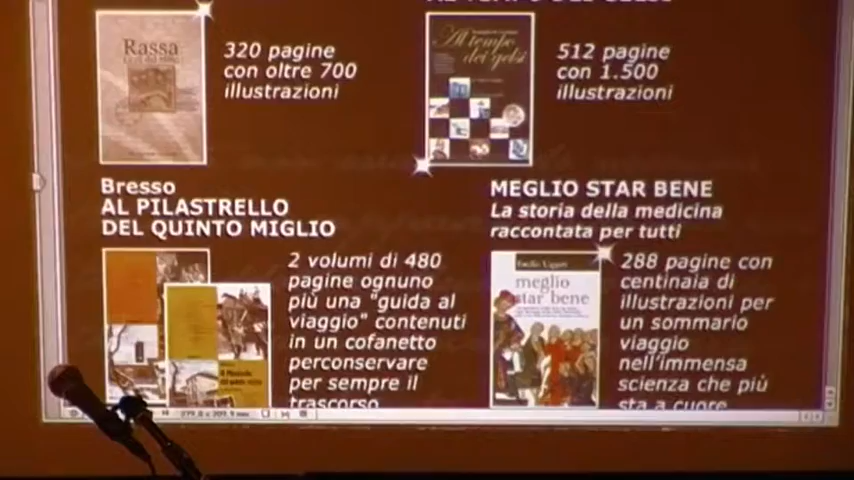 Rassa
320 pagine
con oltre 700
illustrazioni
Al tempo
dei gelsi
512 pagine
con 1.500
illustrazioni
Bresso
AL PILASTRELLO
DEL QUINTO MIGLIO
2 volumi di 480
pagine ognuno
più una "guida al
viaggio" contenuti
in un cofanetto
perconservare
per sempre il
trascorso
MEGLIO STAR BENE
La storia della medicina
raccontata per tutti
meglio
star bene
288 pagine con
centinaia di
illustrazioni per
un sommario
viaggio
nell'immensa
scienza che più
sta a cuore